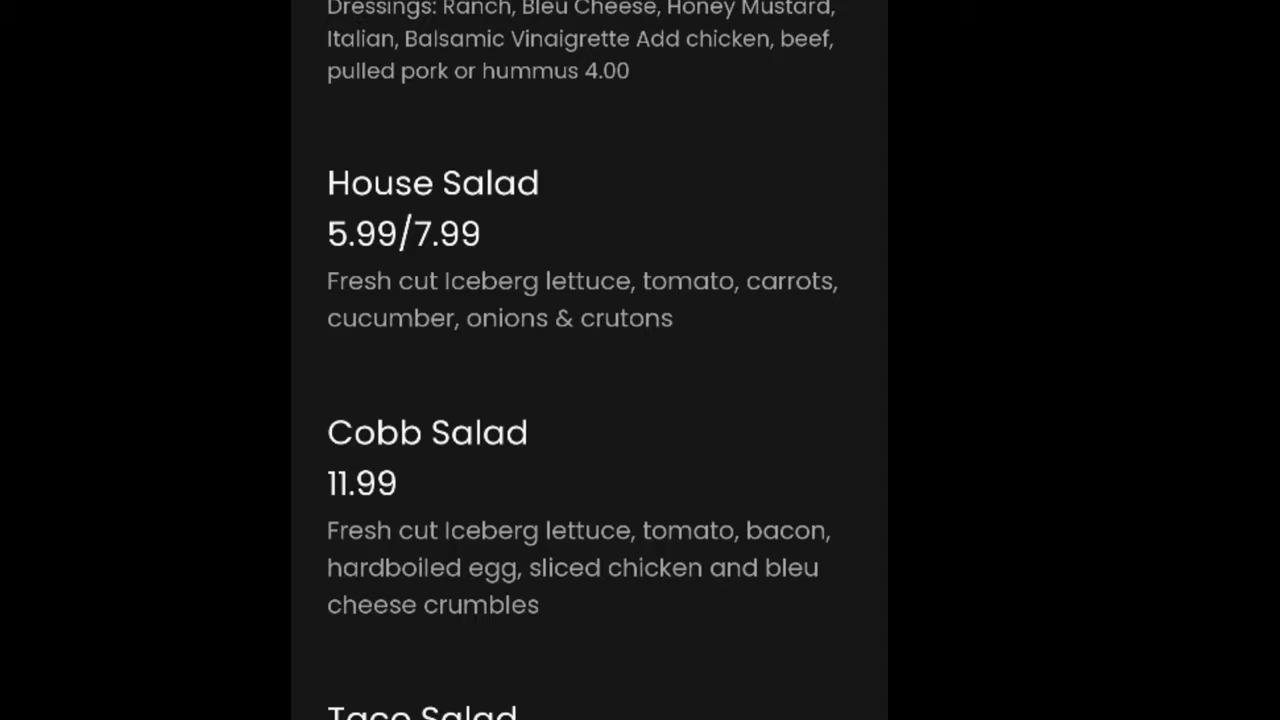 Dressings: Ranch, Bleu Cheese, Honey Mustard,
Italian, Balsamic Vinaigrette Add chicken, beef,
pulled pork or hummus 4.00
House Salad
5.99/7.99
Fresh cut Iceberg lettuce, tomato, carrots,
cucumber, onions & crutons
Cobb Salad
11.99
Fresh cut Iceberg lettuce, tomato, bacon,
hardboiled egg, sliced chicken and bleu
cheese crumbles
Taco Salad